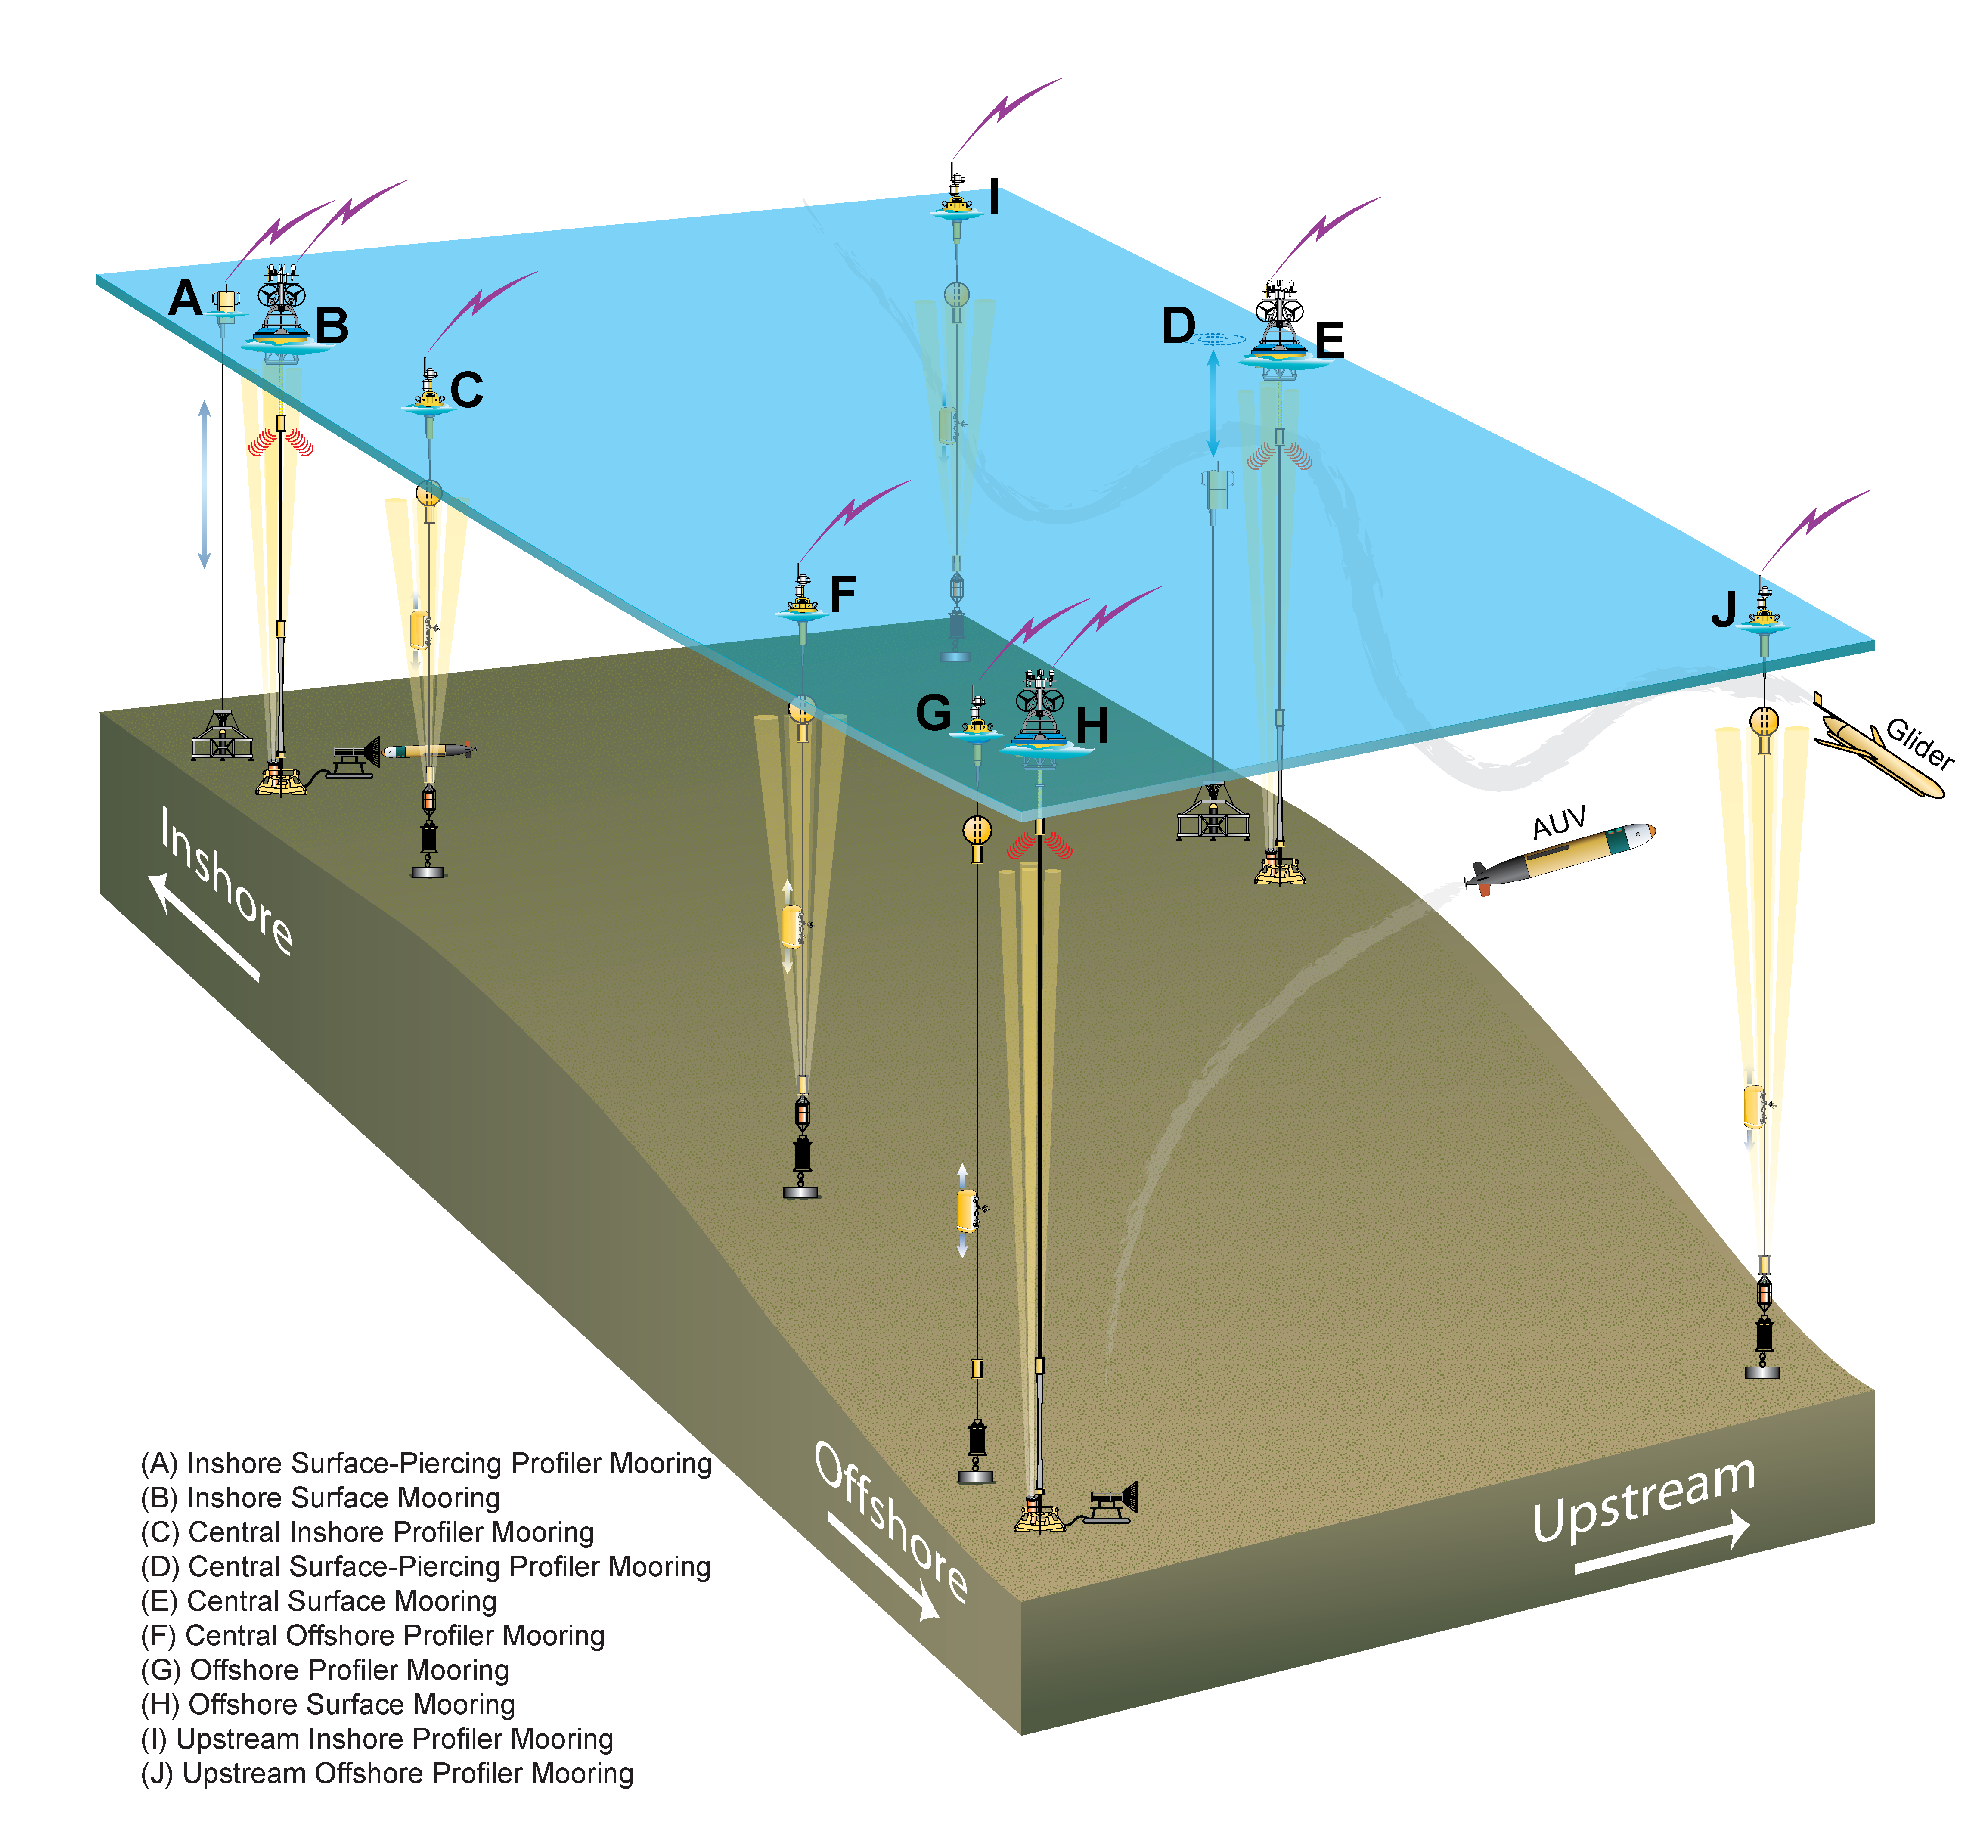 I
A
B
D
E
C
F
J
G
H
Glider
AUV
Inshore
Offshore
Upstream
(A) Inshore Surface-Piercing Profiler Mooring
(B) Inshore Surface Mooring
(C) Central Inshore Profiler Mooring
(D) Central Surface-Piercing Profiler Mooring
(E) Central Surface Mooring
(F) Central Offshore Profiler Mooring
(G) Offshore Profiler Mooring
(H) Offshore Surface Mooring
(I) Upstream Inshore Profiler Mooring
(J) Upstream Offshore Profiler Mooring